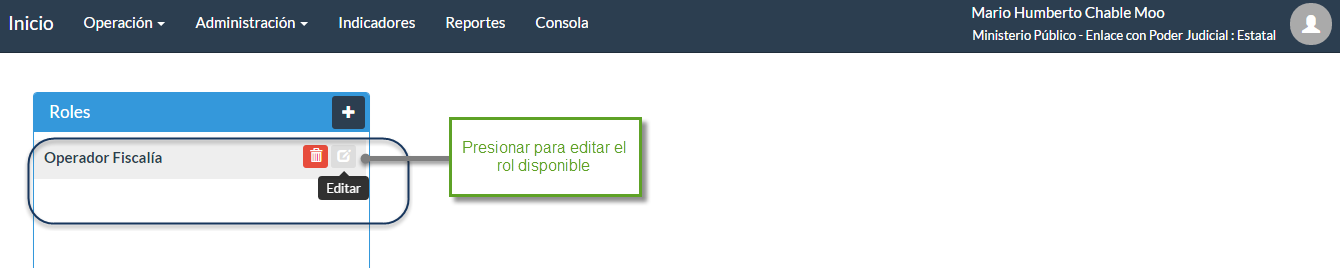 Inicio Operación Administración Indicadores Reportes Consola
Mario Humberto Chable Moo
Ministerio Público - Enlace con Poder Judicial : Estatal
Roles
Operador Fiscalía
Editar
Presionar para editar el
rol disponible